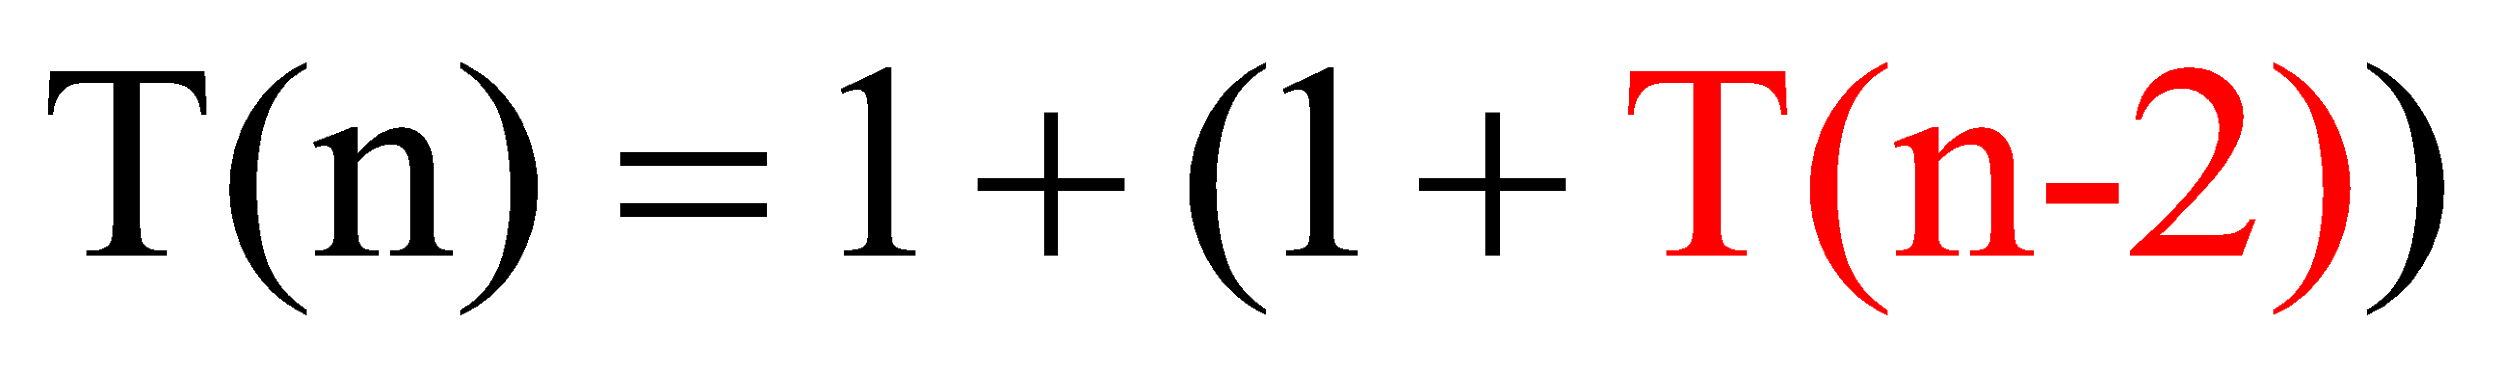 T(n) = 1 + (1 + T(n-2))